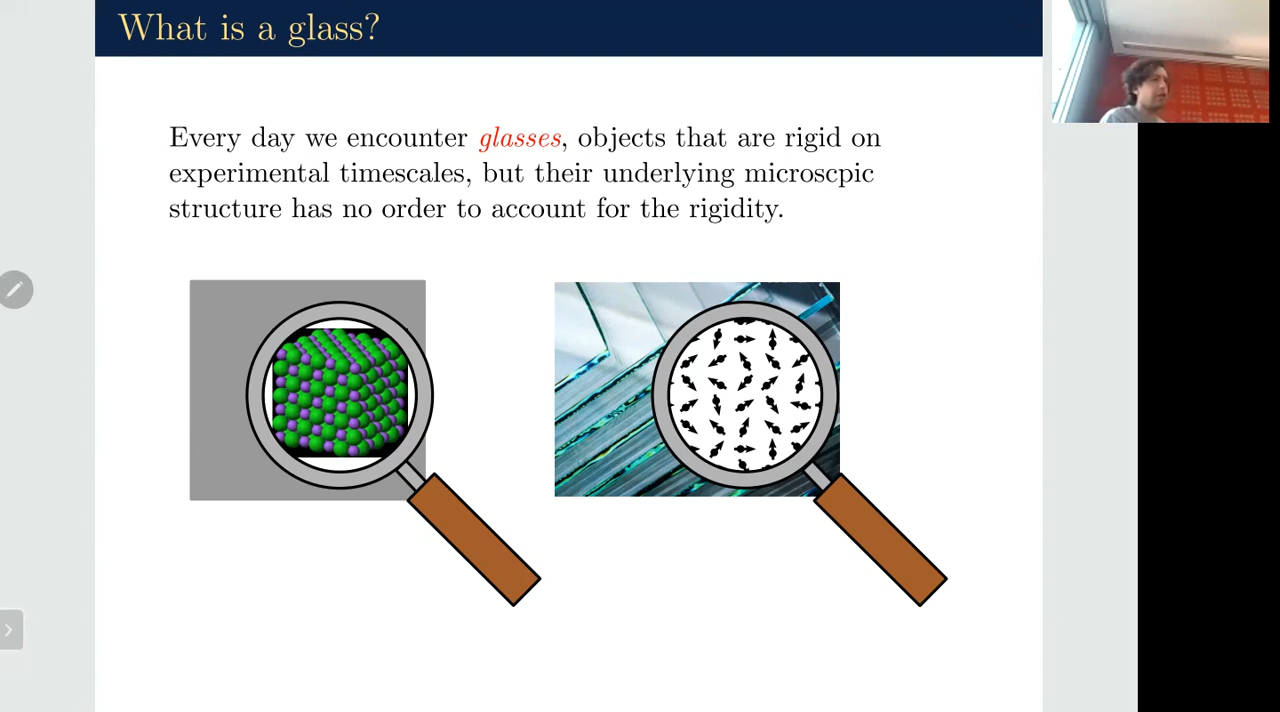 What is a glass?
Every day we encounter glasses, objects that are rigid on
experimental timescales, but their underlying microscpic
structure has no order to account for the rigidity.